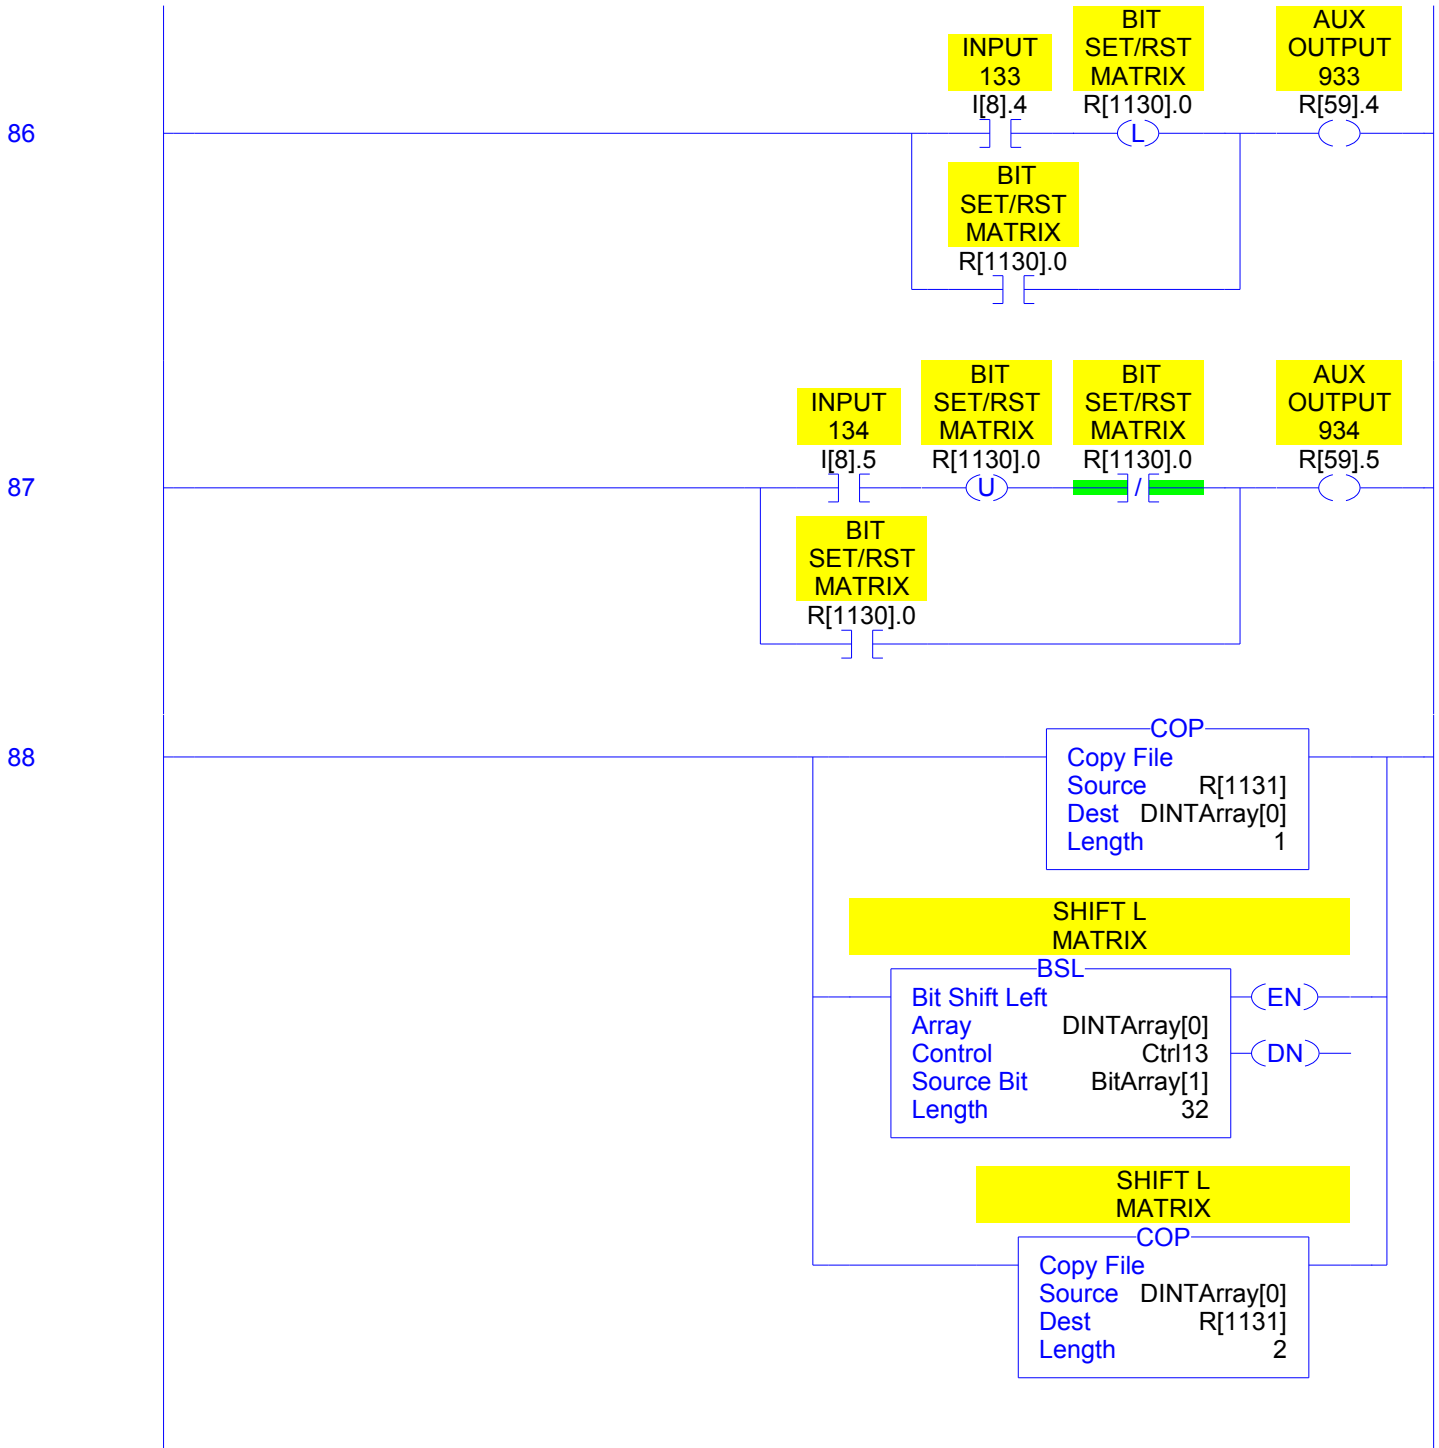 INPUT
133
I[8].4
BIT
SET/RST
MATRIX
R[1130].0
AUX
OUTPUT
933
R[59].4
86
L
BIT
SET/RST
MATRIX
R[1130].0
INPUT
134
I[8].5
BIT
SET/RST
MATRIX
R[1130].0
BIT
SET/RST
MATRIX
R[1130].0
AUX
OUTPUT
934
R[59].5
87
U
/
BIT
SET/RST
MATRIX
R[1130].0
88
COP
Copy File
Source R[1131]
Dest DINTArray[0]
Length 1
SHIFT L
MATRIX
BSL
Bit Shift Left
Array DINTArray[0]
Control Ctrl13
Source Bit BitArray[1]
Length 32
EN
DN
SHIFT L
MATRIX
COP
Copy File
Source DINTArray[0]
Dest R[1131]
Length 2